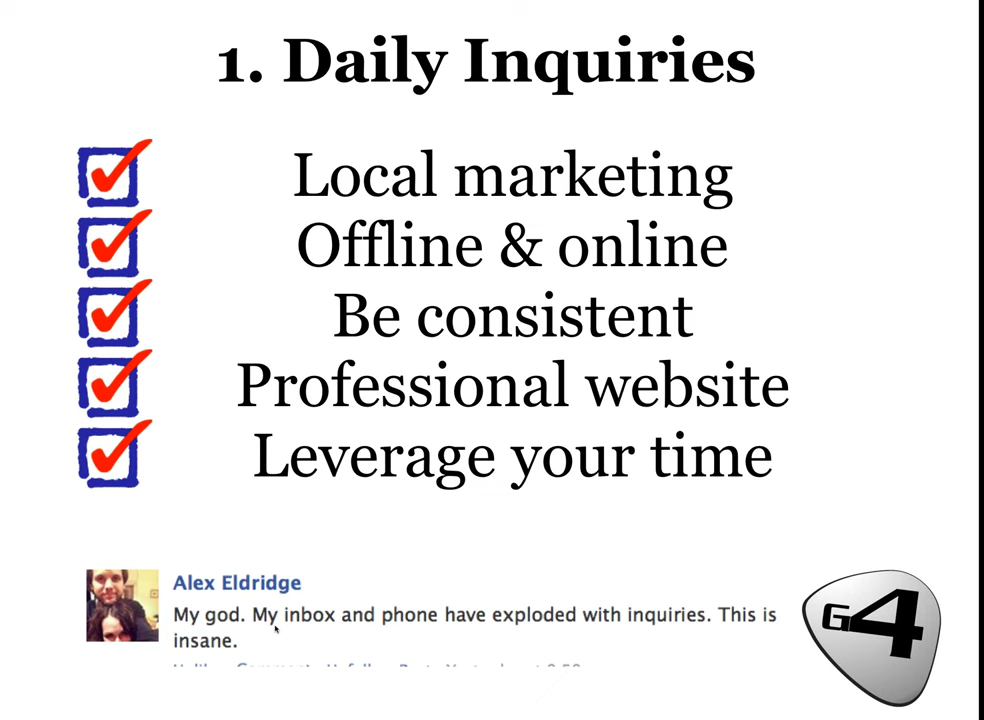 1. Daily Inquiries
Local marketing
Offline & online
Be consistent
Professional website
Leverage your time
Alex Eldridge
My god. My inbox and phone have exploded with inquiries. This is
insane.
G4